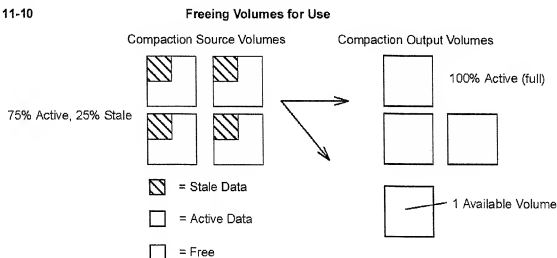 11-10 Freeing Volumes for Use
Compaction Source Volumes
Compaction Output Volumes
100% Active (full)
75% Active, 25% Stale
= Stale Data
1 Available Volume
= Active Data
= Free